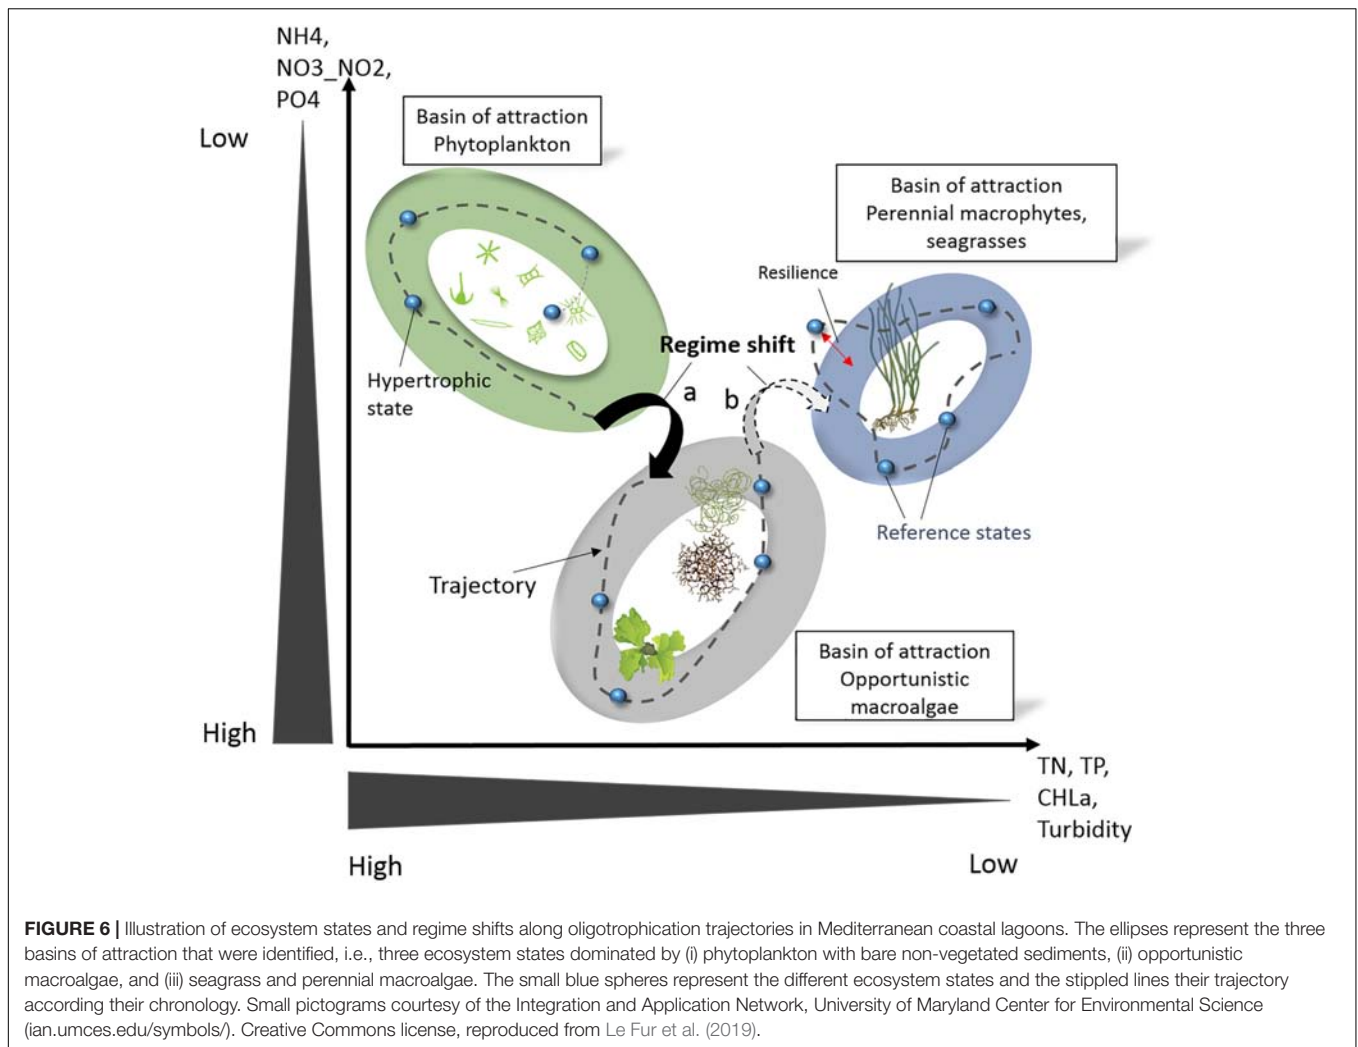 NH4,
NO3_NO2,
PO4
Low
Basin of attraction
Phytoplankton
Basin of attraction
Perennial macrophytes,
seagrasses
Resilience
Regime shift
a
b
Hypertrophic
state
Reference states
Trajectory
Basin of attraction
Opportunistic
macroalgae
High
TN, TP,
CHLa,
Turbidity
High
Low
FIGURE 6 | Illustration of ecosystem states and regime shifts along oligotrophication trajectories in Mediterranean coastal lagoons. The ellipses represent the three
basins of attraction that were identified, i.e., three ecosystem states dominated by (i) phytoplankton with bare non-vegetated sediments, (ii) opportunistic
macroalgae, and (iii) seagrass and perennial macroalgae. The small blue spheres represent the different ecosystem states and the stippled lines their trajectory
according their chronology. Small pictograms courtesy of the Integration and Application Network, University of Maryland Center for Environmental Science
(ian.umces.edu/symbols/). Creative Commons license, reproduced from Le Fur et al. (2019).